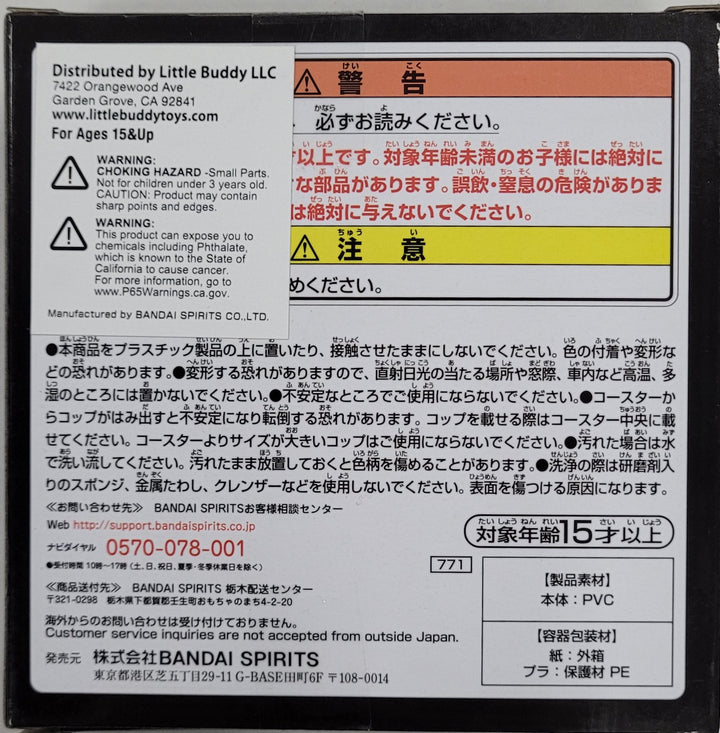 Distributed by Little Buddy LLC
7422 Orangewood Ave
Garden Grove, CA 92841
www.littlebuddytoys.com
For Ages 15&Up
WARNING:
CHOKING HAZARD -Small Parts.
Not for children under 3 years old.
CAUTION: Product may contain
sharp points and edges.
WARNING:
This product can expose you to
chemicals including Phthalate,
which is known to the State of
California to cause cancer.
For more information, go to
www.P65Warnings.ca.gov.
Manufactured by BANDAI SPIRITS CO.,LTD.
警告
必ずお読みください。
以上です。対象年齢未満のお子様には絶対に
な部品があります。誤飲・窒息の危険がありま
は絶対に与えないでください。
注意
めください。
●本商品をプラスチック製品の上に置いたり、接触させたままにしないでください。色の付着や変形な
どの恐れがあります。●変形する恐れがありますので、直射日光の当たる場所や窓際、車内など高温、多
湿のところには置かないでください。●不安定なところでご使用にならないでください。●コースターか
らコップがはみ出すと不安定になり転倒する恐れがあります。コップを載せる際はコースター中央に載
せてください。コースターよりサイズが大きいコップはご使用にならないでください。●汚れた場合は水
で洗い流してください。汚れたまま放置しておくと色柄を傷めることがあります。●洗浄の際は研磨剤入
りのスポンジ、金属たわし、クレンザーなどを使用しないでください。表面を傷つける原因になります。
≪お問い合わせ先≫ BANDAI SPIRITSお客様相談センター
Web http://support.bandaispirits.co.jp
ナビダイヤル 0570-078-001
●受付時間 10時〜17時(土、日、祝日、夏季・冬季休業日を除く)
対象年齢15才以上
771
≪商品送付先≫ BANDAI SPIRITS 栃木配送センター
〒321-0298 栃木県下都賀郡壬生町おもちゃのまち4-2-20
海外からのお問い合わせは受け付けておりません。
Customer service inquiries are not accepted from outside Japan.
発売元 株式会社BANDAI SPIRITS
東京都港区芝五丁目29-11 G-BASE田町6F 〒108-0014
【製品素材】
本体：PVC
【容器包装材】
紙：外箱
プラ：保護材 PE